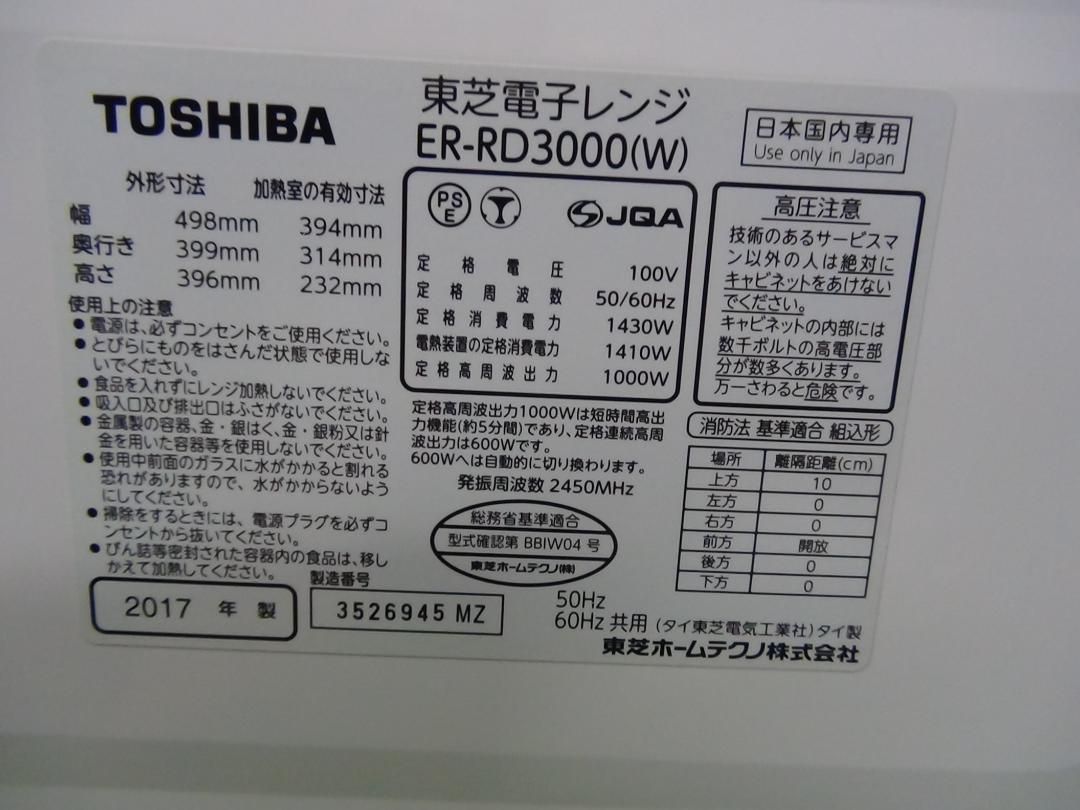 TOSHIBA
東芝電子レンジ
ER-RD3000(W)
日本国内専用
Use only in Japan
外形寸法 加熱室の有効寸法
幅 498mm 394mm
奥行き 399mm 314mm
高さ 396mm 232mm
使用上の注意
●電源は、必ずコンセントをご使用ください。
●とびらにものをはさんだ状態で使用しな
いでください。
●食品を入れずにレンジ加熱しないでください。
●吸入口及び排出口はふさがないでください。
●金属製の容器、金・銀はく、金・銀粉又は針
金を用いた容器等を使用しないでください。
●使用中前面のガラスに水がかかると割れる
恐れがありますので、水がかからないよう
にしてください。
●掃除をするときには、電源プラグを必ずコ
ンセントから抜いてください。
●びん詰等密封された容器内の食品は、移し
かえて加熱してください。
2017 年 製
製造番号
3526945 MZ
PS
E
JQA
定格電圧 100V
定格周波数 50/60Hz
定格消費電力 1430W
電熱装置の定格消費電力 1410W
定格高周波出力 1000W
定格高周波出力1000Wは短時間高出
力機能(約5分間)であり、定格連続高周
波出力は600Wです。
600Wへは自動的に切り換わります。
発振周波数 2450MHz
総務省基準適合
型式確認第 BBIW04 号
東芝ホームテクノ(株)
高圧注意
技術のあるサービスマ
ン以外の人は絶対に
キャビネットをあけない
でください。
キャビネットの内部には
数千ボルトの高電圧部
分が数多くあります。
万一さわると危険です。
消防法 基準適合 組込形
場所 離隔距離(cm)
上方 10
左方 0
右方 0
前方 開放
後方 0
下方 0
50Hz
60Hz 共用 (タイ東芝電気工業社)タイ製
東芝ホームテクノ株式会社